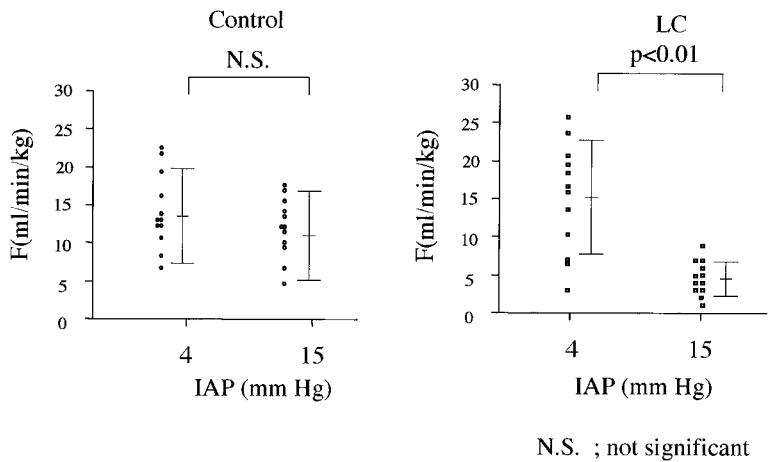 Control
N.S.
F(ml/min/kg)
30
25
20
15
10
5
0
4 15
IAP (mm Hg)
LC
p<0.01
F(ml/min/kg)
30
25
20
15
10
5
0
4 15
IAP (mm Hg)
N.S. ; not significant